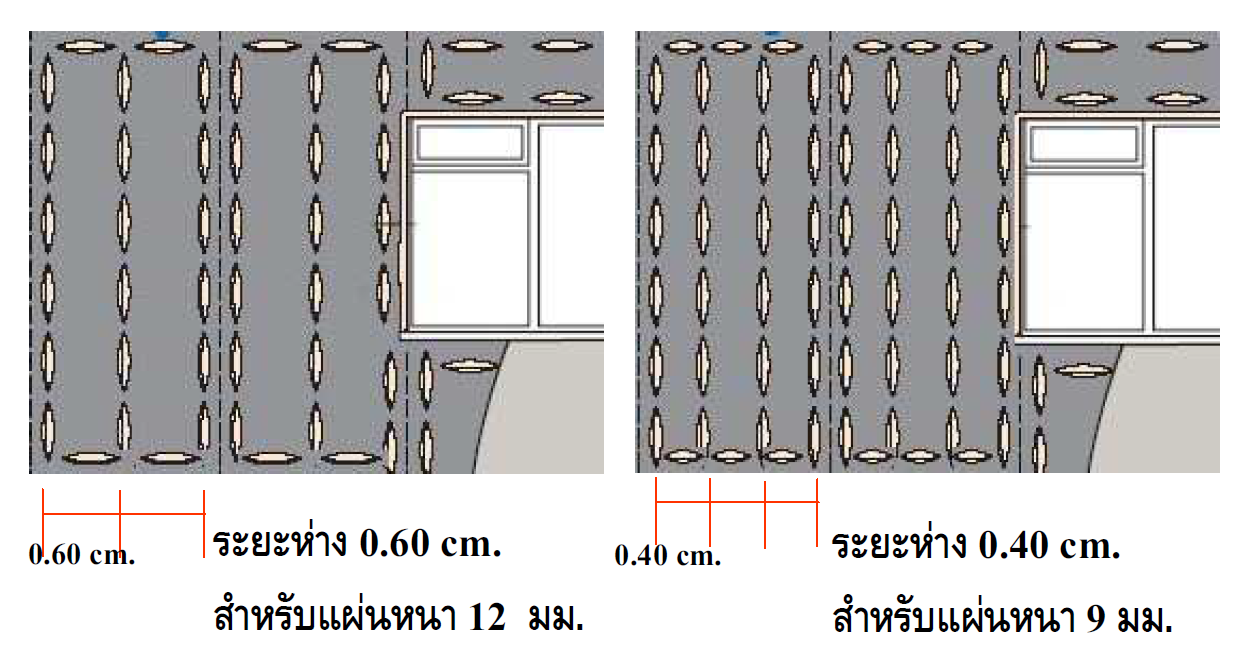 0.60 cm.
ระยะห่าง 0.60 cm.
สำหรับแผ่นหนา 12 มม.
0.40 cm.
ระยะห่าง 0.40 cm.
สำหรับแผ่นหนา 9 มม.